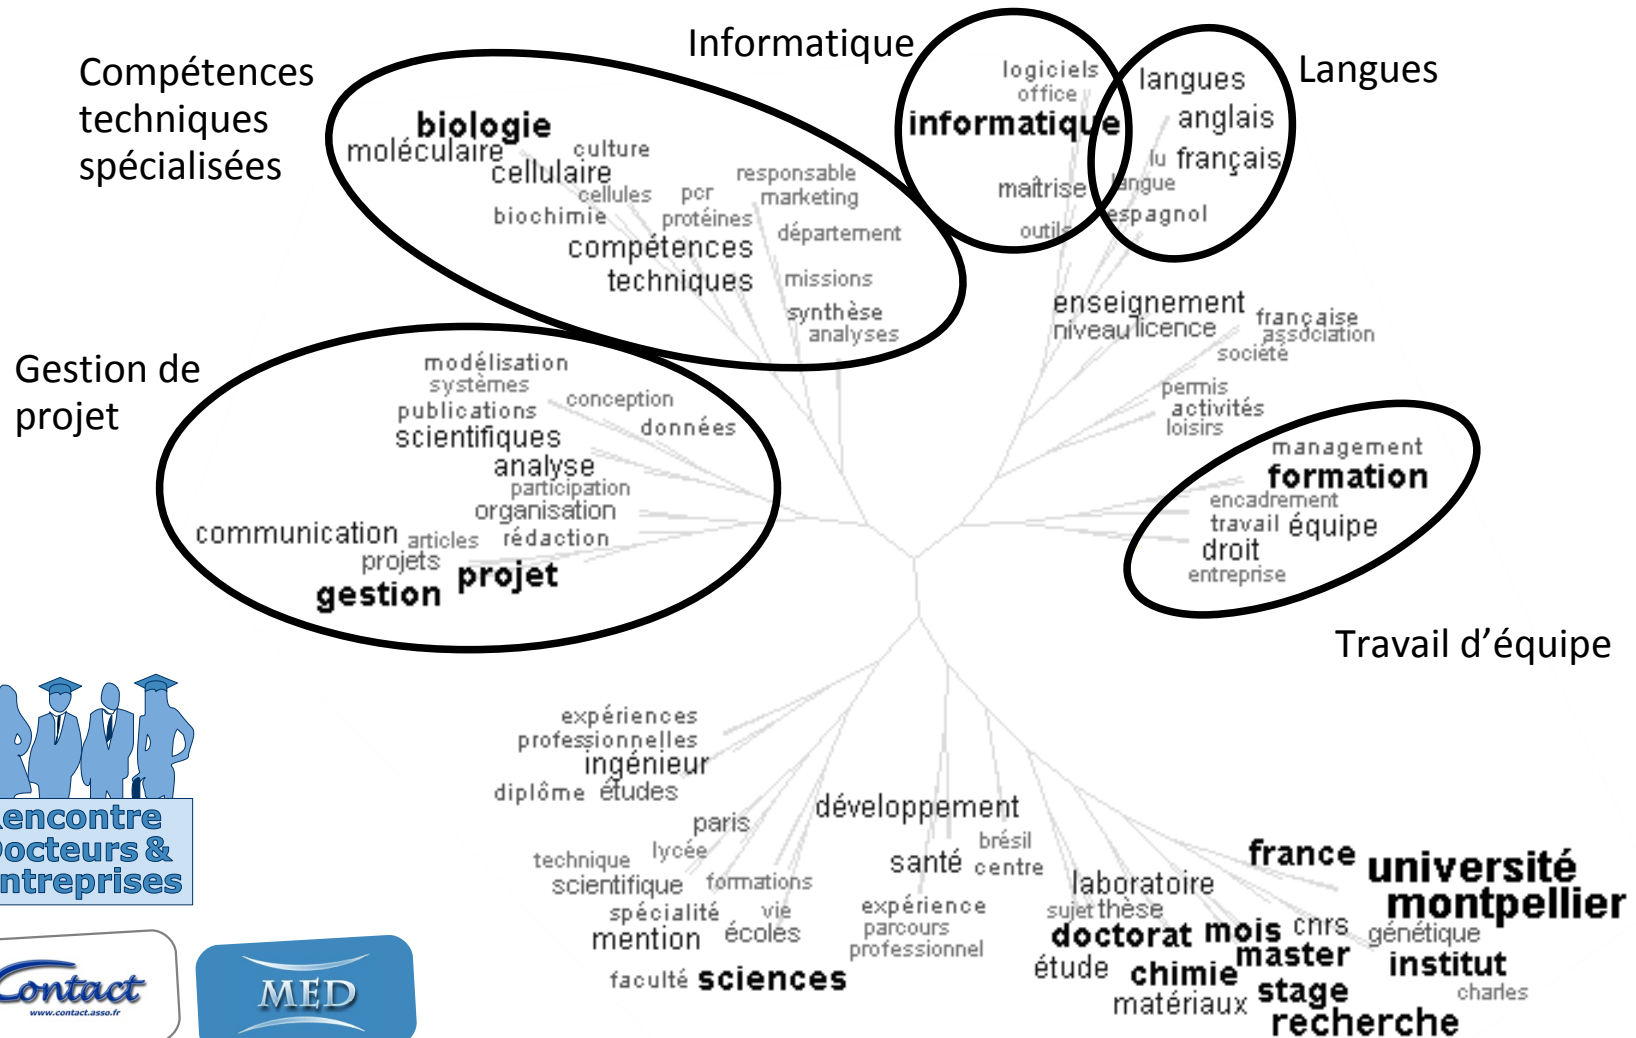 Compétences
techniques
spécialisées
Informatique
Langues
biologie
moléculaire
culture
cellulaire
cellules
pcr
responsable
marketing
biochimie
protéines
département
compétences
techniques
missions
synthèse
analyses
logiciels
office
informatique
maîtrise
outils
langues
anglais
lu français
langue
espagnol
enseignement
niveau licence
française
association
société
permis
activités
loisirs
Gestion de
projet
modélisation
systèmes
conception
publications
données
scientifiques
analyse
participation
organisation
communication articles rédaction
projets
gestion projet
management
formation
encadrement
travail équipe
droit
entreprise
Travail d’équipe
expériences
professionnelles
ingénieur
diplôme études
paris
lycée
technique
scientifique formations
spécialité vie
mention écoles
faculté sciences
développement
brésil
santé centre
expérience
parcours
professionnel
laboratoire
sujet thèse
doctorat mois cnrs
étude chimie master
matériaux stage
recherche
france université
montpellier
génétique
institut
charles
encontre
octeurs &
ntreprises
Contact
www.contact.asso.fr
MED